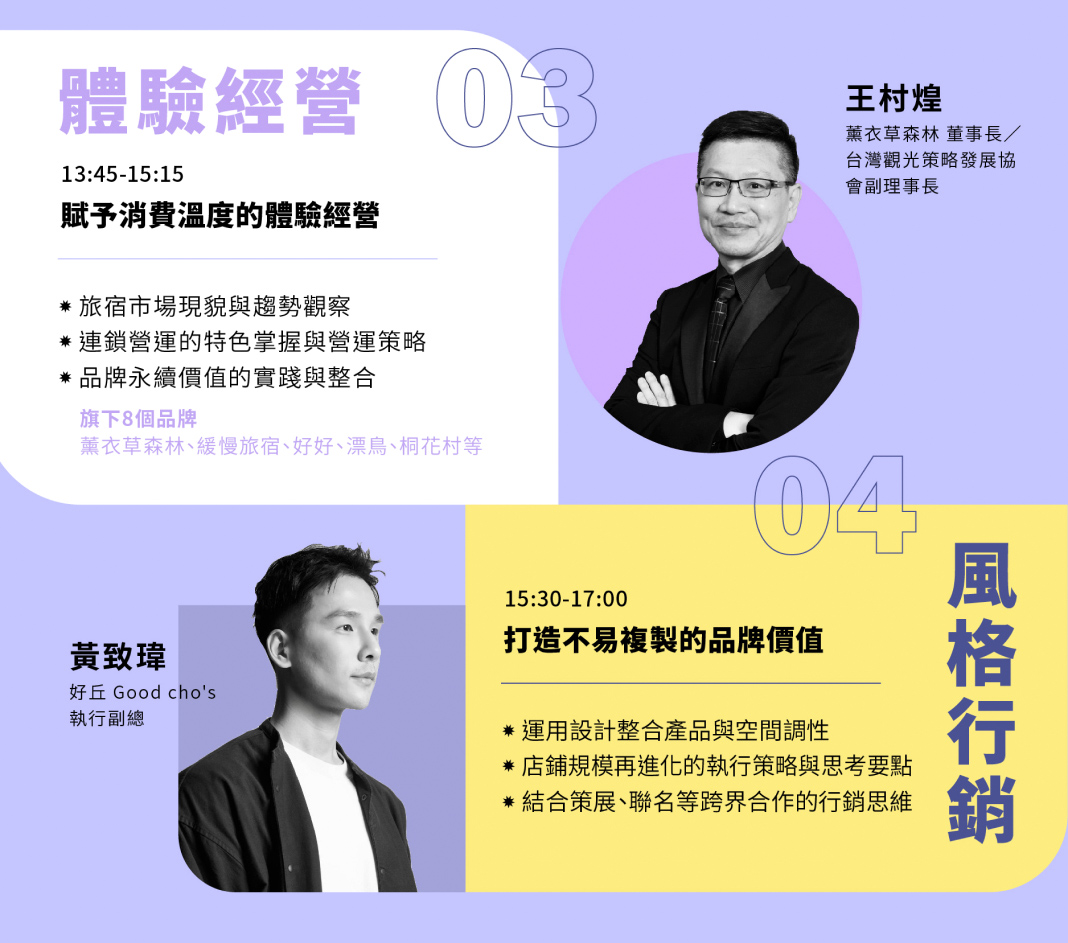 03
體驗經營
13:45-15:15
賦予消費溫度的體驗經營
✷ 旅宿市場現貌與趨勢觀察
✷ 連鎖營運的特色掌握與營運策略
✷ 品牌永續價值的實踐與整合
旗下8個品牌
薰衣草森林、緩慢旅宿、好好、漂鳥、桐花村等
王村煌
薰衣草森林 董事長／
台灣觀光策略發展協
會副理事長
04
風格行銷
15:30-17:00
打造不易複製的品牌價值
✷ 運用設計整合產品與空間調性
✷ 店鋪規模再進化的執行策略與思考要點
✷ 結合策展、聯名等跨界合作的行銷思維
黃致瑋
好丘 Good cho's
執行副總